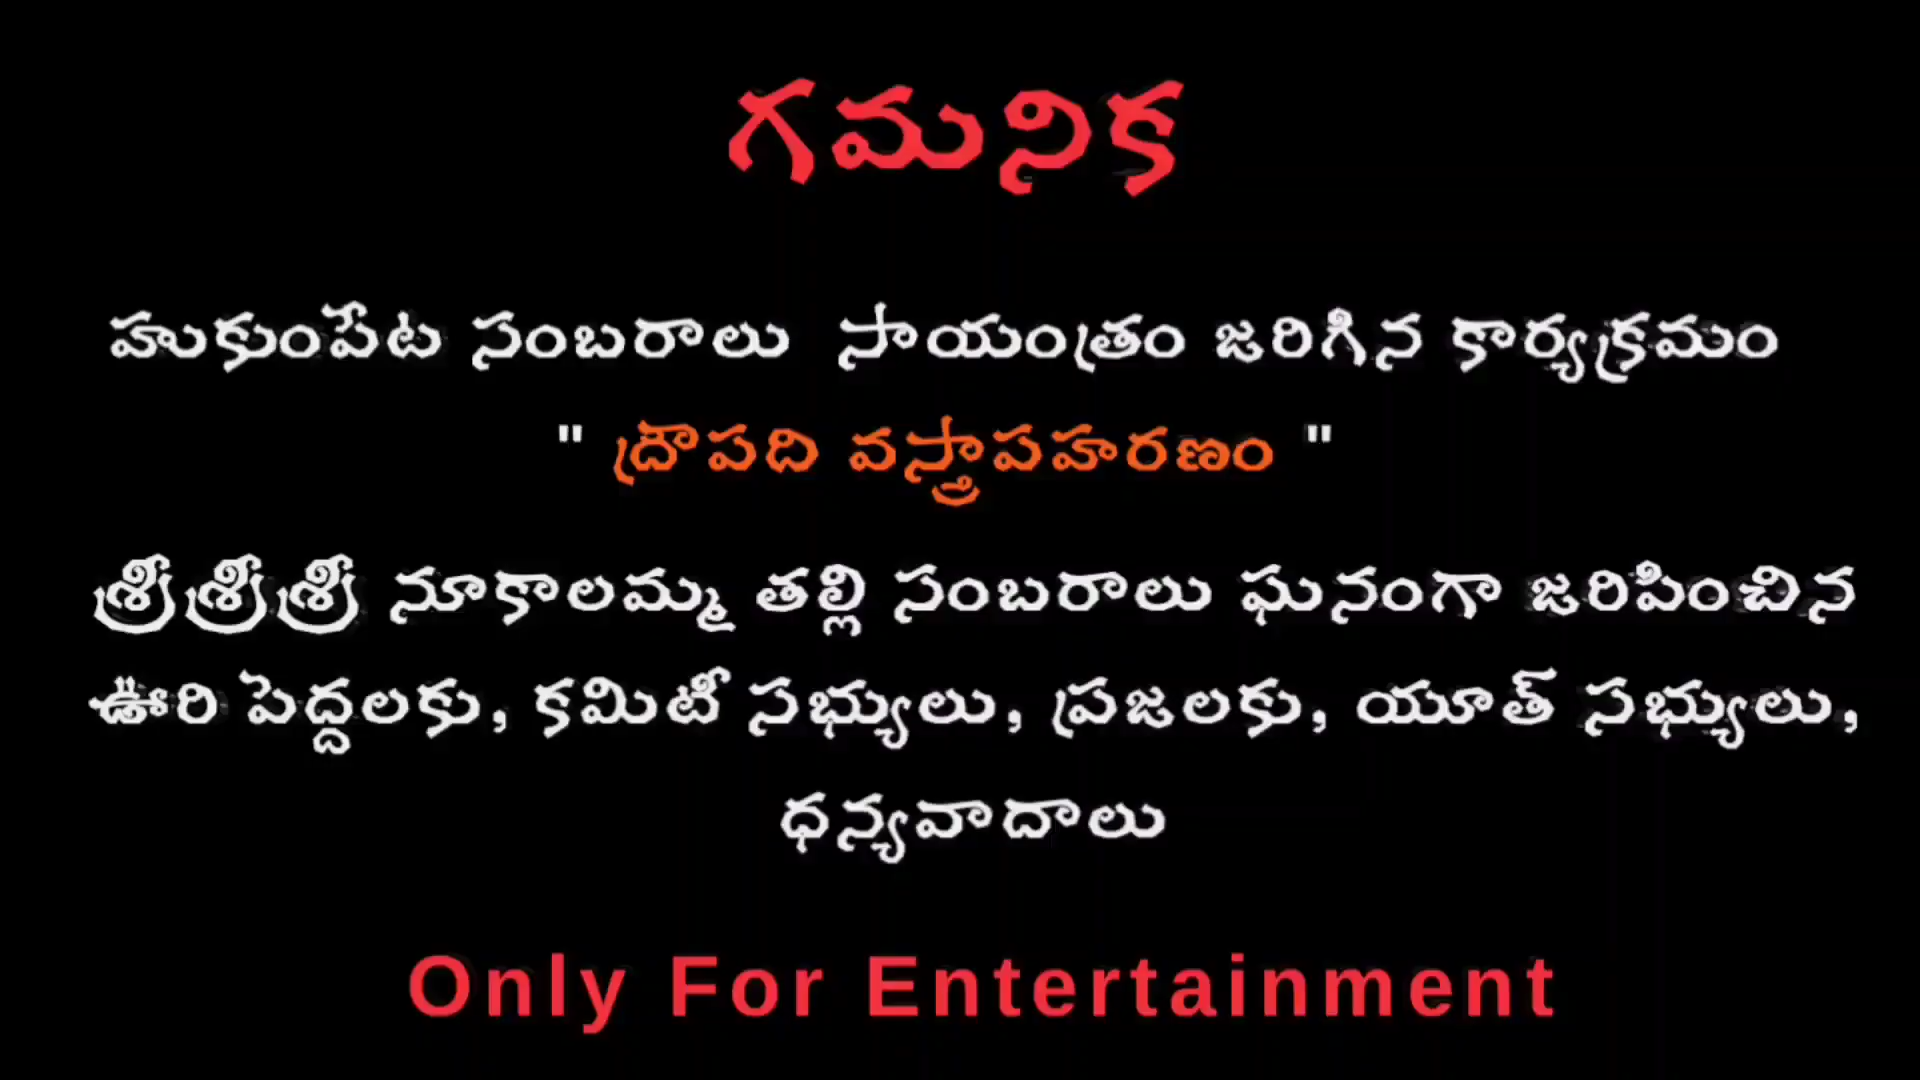 గమనిక
హుకుంపేట సంబరాలు సాయంత్రం జరిగిన కార్యక్రమం
" ద్రౌపది వస్త్రాపహరణం "
శ్రీశ్రీశ్రీ నూకాలమ్మ తల్లి సంబరాలు ఘనంగా జరిపించిన
ఊరి పెద్దలకు, కమిటీ సభ్యులు, ప్రజలకు, యూత్ సభ్యులు,
ధన్యవాదాలు
Only For Entertainment